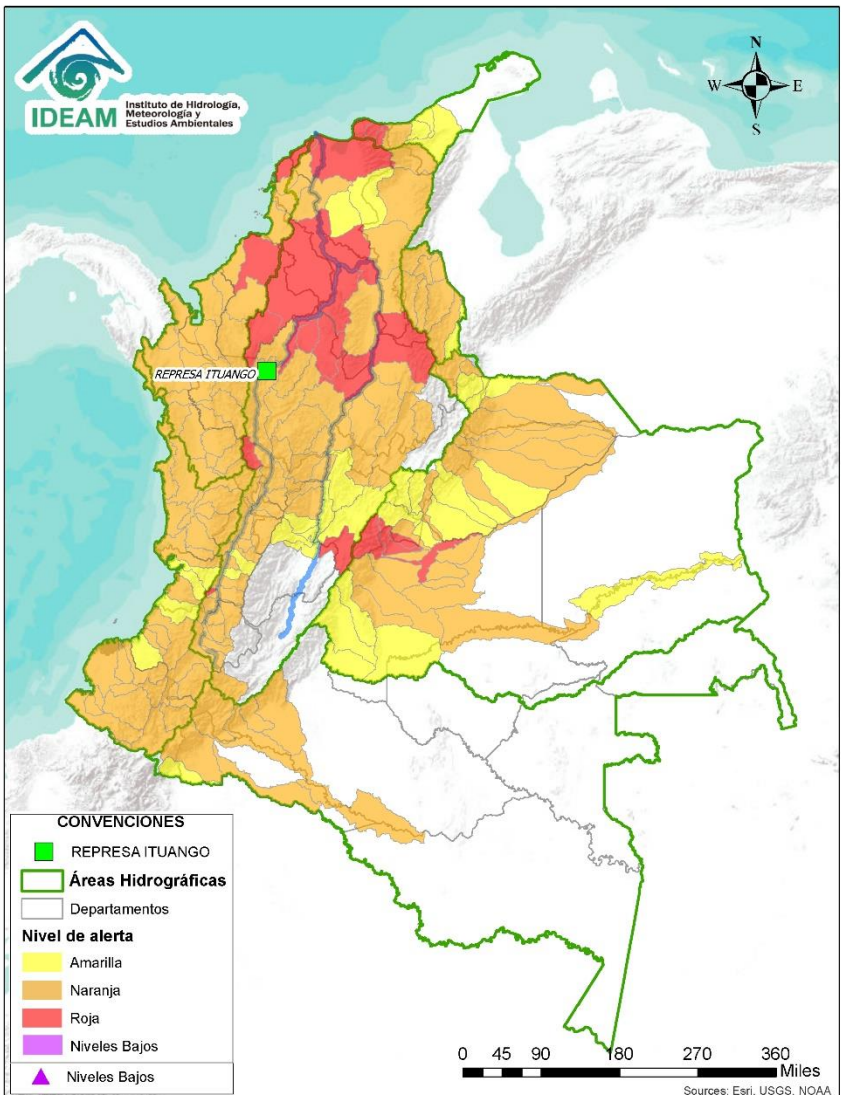 IDEAM
Instituto de Hidrología,
Meteorología y
Estudios Ambientales
N
W
E
S
REPRESA ITUANGO
CONVENCIONES
REPRESA ITUANGO
Áreas Hidrográficas
Departamentos
Nivel de alerta
Amarilla
Naranja
Roja
Niveles Bajos
Niveles Bajos
0 45 90 180 270 360
Miles
Sources: Esri, USGS, NOAA